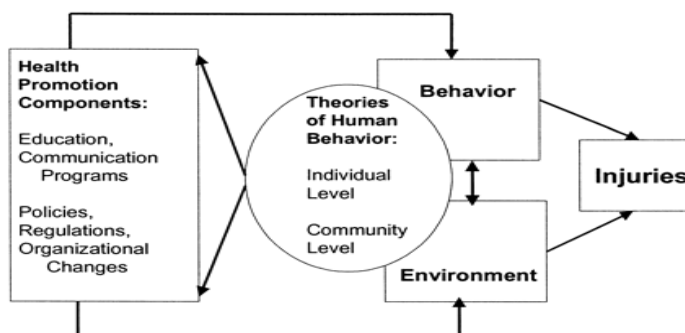 Health
Promotion
Components:
Education,
Communication
Programs
Policies,
Regulations,
Organizational
Changes
Theories
of Human
Behavior:
Individual
Level
Community
Level
Behavior
Environment
Injuries